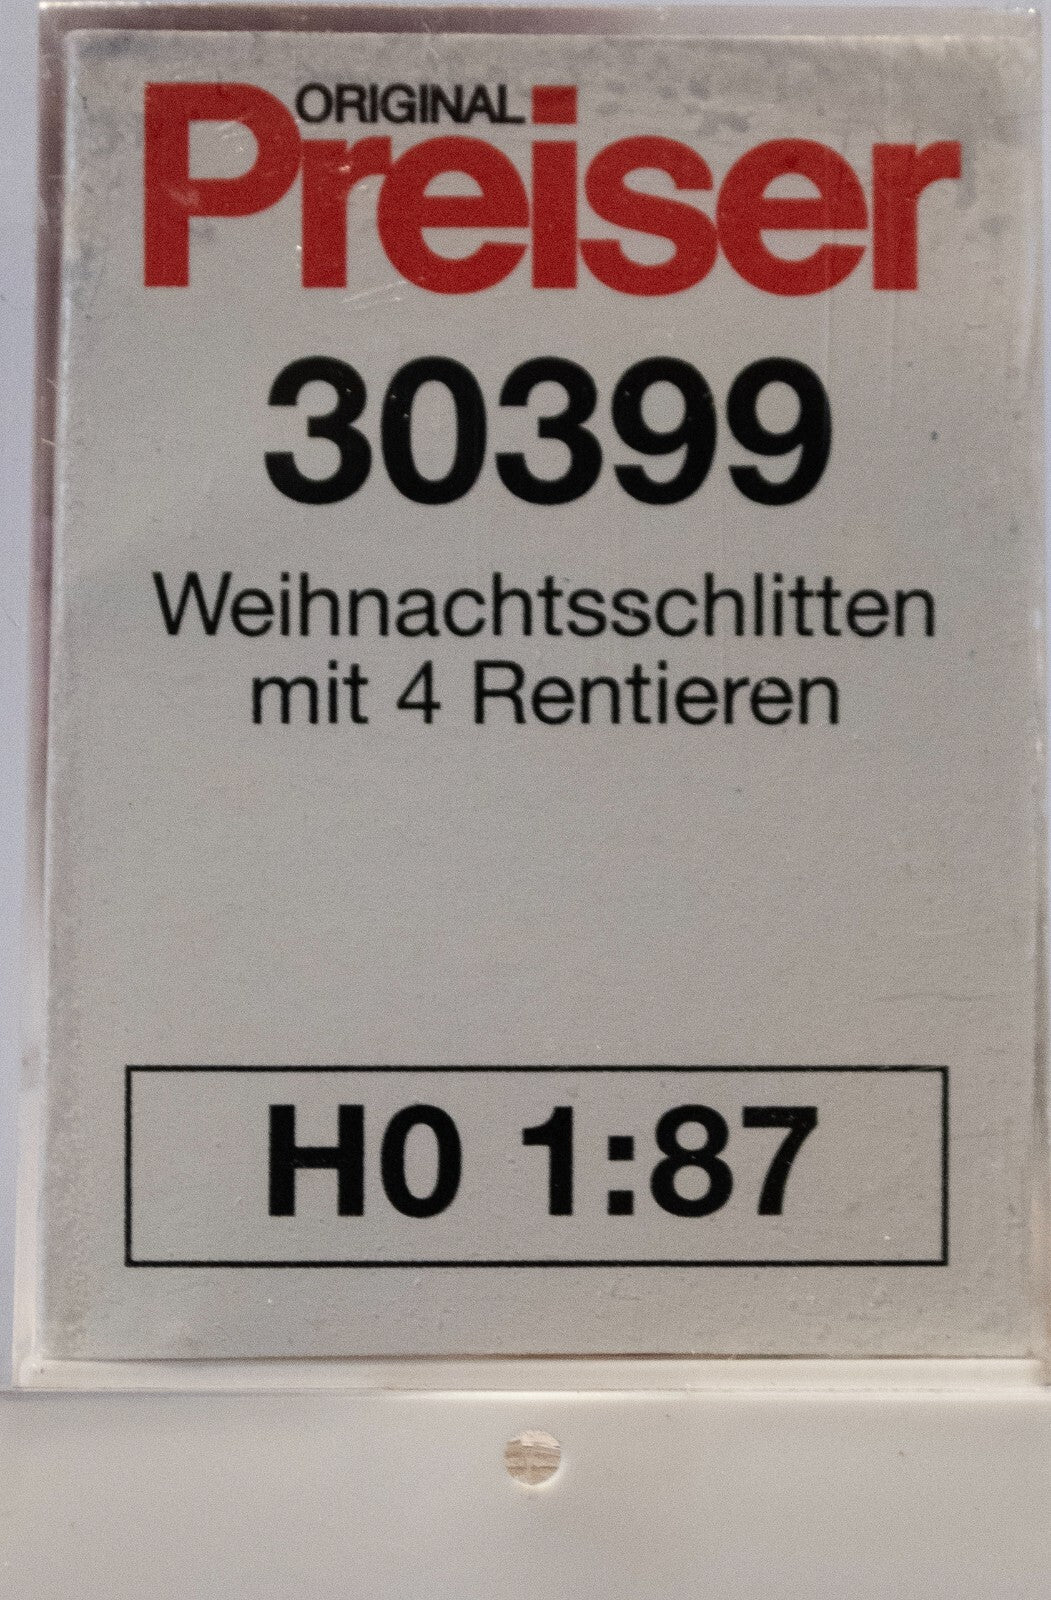 ORIGINAL
Preiser
30399
Weihnachtsschlitten
mit 4 Rentieren
H0 1:87